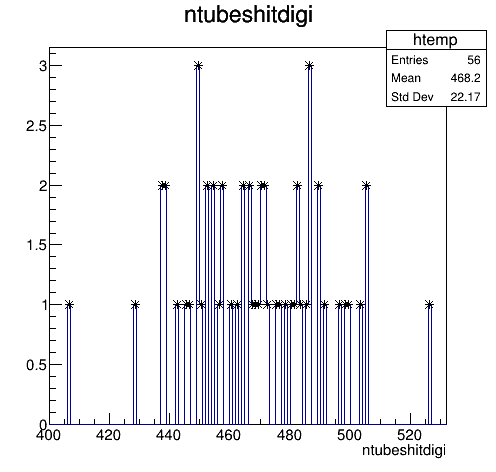 ntubeshitdigi
htemp
Entries 56
Mean 468.2
Std Dev 22.17
3
2.5
2
1.5
1
0.5
0
400 420 440 460 480 500 520
ntubeshitdigi